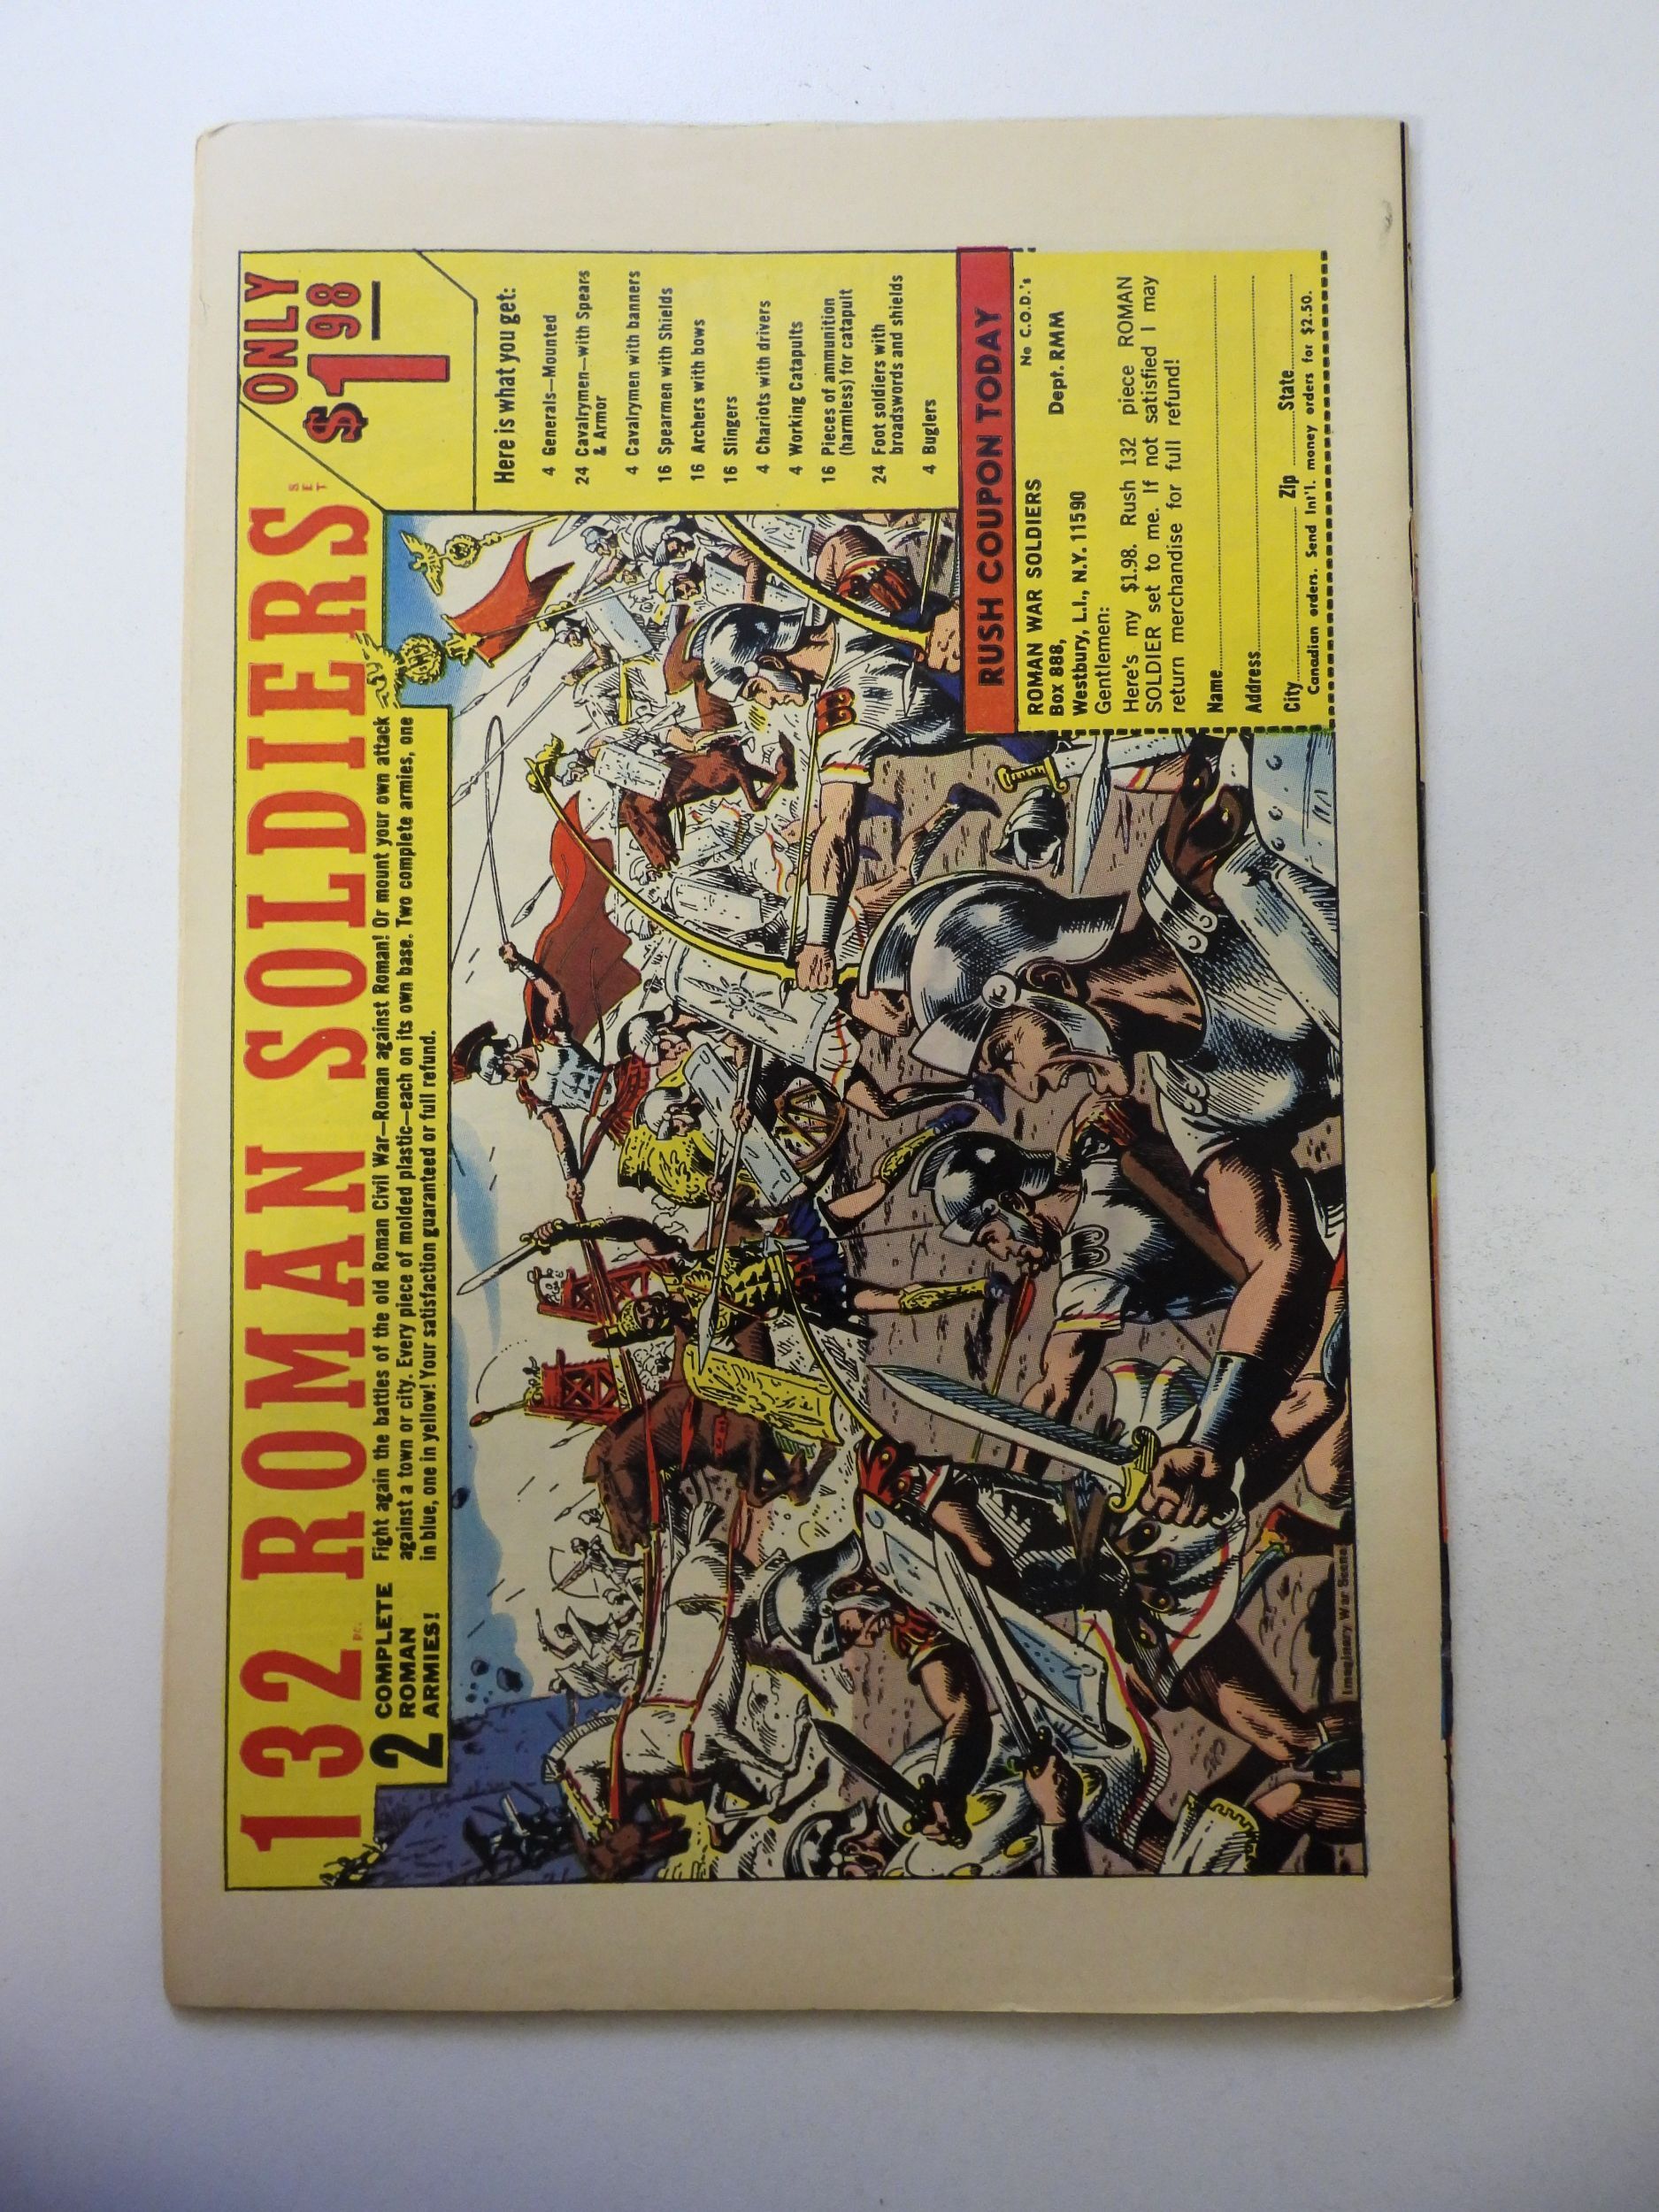 132 PC. ROMAN SOLDIERS SET
ONLY
$1.98
2 COMPLETE
ROMAN
ARMIES!
Fight again the battles of the old Roman Civil War—Roman against Roman! Or mount your own attack
against a town or city. Every piece of molded plastic—each on its own base. Two complete armies, one
in blue, one in yellow! Your satisfaction guaranteed or full refund.
Here is what you get:
4 Generals—Mounted
24 Cavalrymen—with Spears
& Armor
4 Cavalrymen with banners
16 Spearmen with Shields
16 Archers with bows
16 Slingers
4 Chariots with drivers
4 Working Catapults
16 Pieces of ammunition
(harmless) for catapult
24 Foot soldiers with
broadswords and shields
4 Buglers
RUSH COUPON TODAY
No C.O.D.'s
ROMAN WAR SOLDIERS
Box 888, Dept. RMM
Westbury, L.I., N.Y. 11590
Gentlemen:
Here's my $1.98. Rush 132 piece ROMAN
SOLDIER set to me. If not satisfied I may
return merchandise for full refund!
Name
Address
City Zip State
Canadian orders. Send Int'l. money orders for $2.50.
Imaginary War Scene